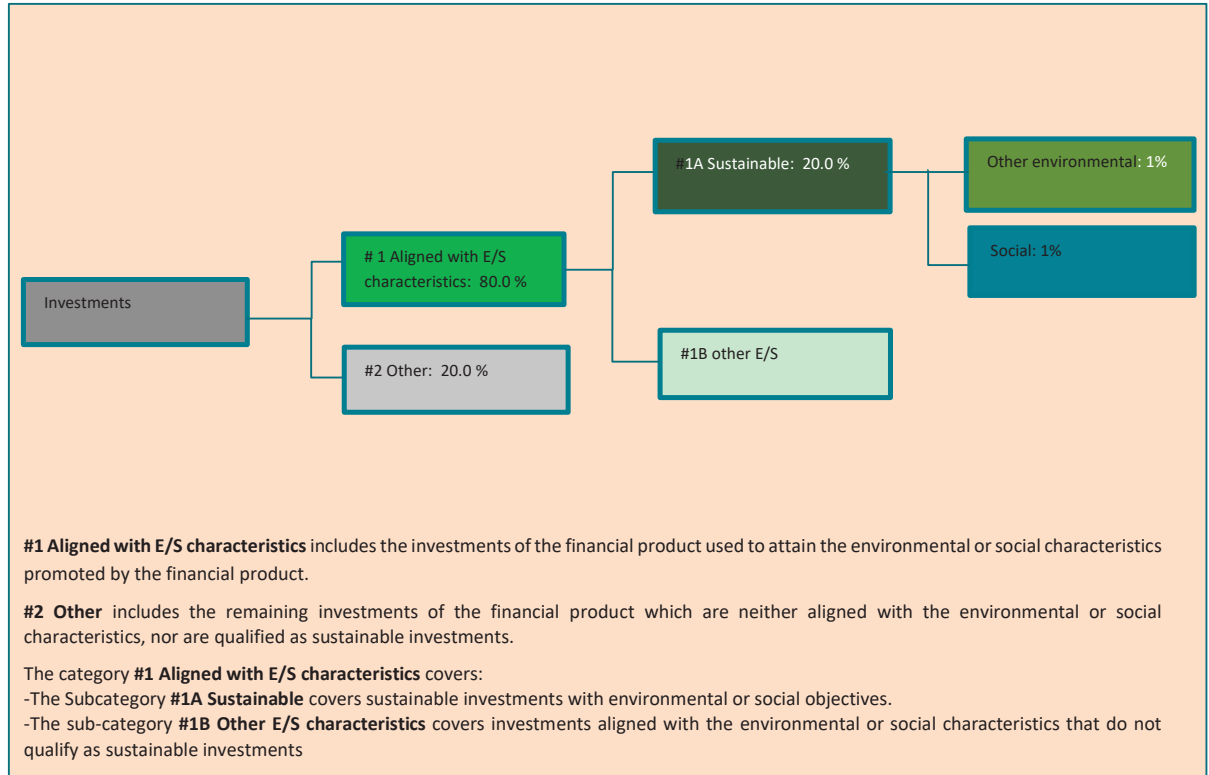 #1A Sustainable: 20.0 %
Other environmental: 1%
# 1 Aligned with E/S
characteristics: 80.0 %
Social: 1%
Investments
#2 Other: 20.0 %
#1B other E/S
#1 Aligned with E/S characteristics includes the investments of the financial product used to attain the environmental or social characteristics
promoted by the financial product.
#2 Other includes the remaining investments of the financial product which are neither aligned with the environmental or social
characteristics, nor are qualified as sustainable investments.
The category #1 Aligned with E/S characteristics covers:
-The Subcategory #1A Sustainable covers sustainable investments with environmental or social objectives.
-The sub-category #1B Other E/S characteristics covers investments aligned with the environmental or social characteristics that do not
qualify as sustainable investments